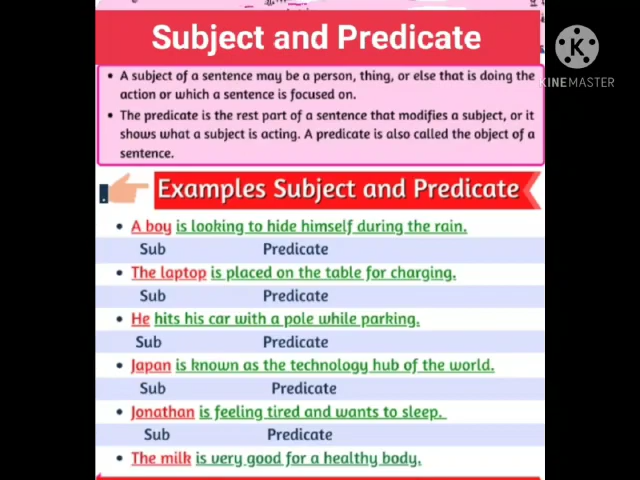 Subject and Predicate
KINEMASTER
• A subject of a sentence may be a person, thing, or else that is doing the
action or which a sentence is focused on.
• The predicate is the rest part of a sentence that modifies a subject, or it
shows what a subject is acting. A predicate is also called the object of a
sentence.
Examples Subject and Predicate
• A boy is looking to hide himself during the rain.
Sub Predicate
• The laptop is placed on the table for charging.
Sub Predicate
• He hits his car with a pole while parking.
Sub Predicate
• Japan is known as the technology hub of the world.
Sub Predicate
• Jonathan is feeling tired and wants to sleep.
Sub Predicate
• The milk is very good for a healthy body.